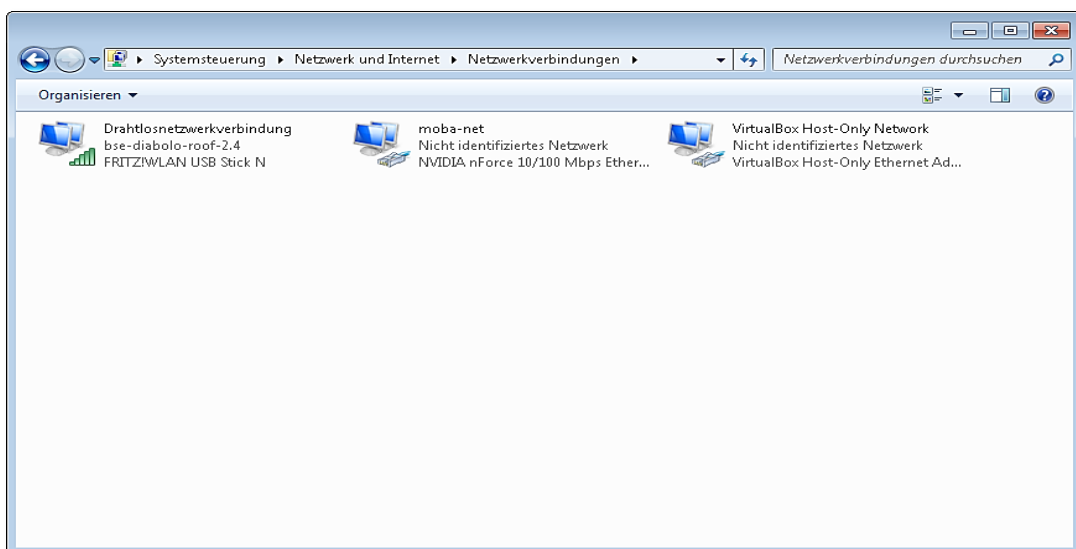 Systemsteuerung Netzwerk und Internet Netzwerkverbindungen Netzwerkverbindungen durchsuchen
Organisieren
Drahtlosnetzwerkverbindung
bse-diabolo-roof-2.4
FRITZ!WLAN USB Stick N
moba-net
Nicht identifiziertes Netzwerk
NVIDIA nForce 10/100 Mbps Ether...
VirtualBox Host-Only Network
Nicht identifiziertes Netzwerk
VirtualBox Host-Only Ethernet Ad...